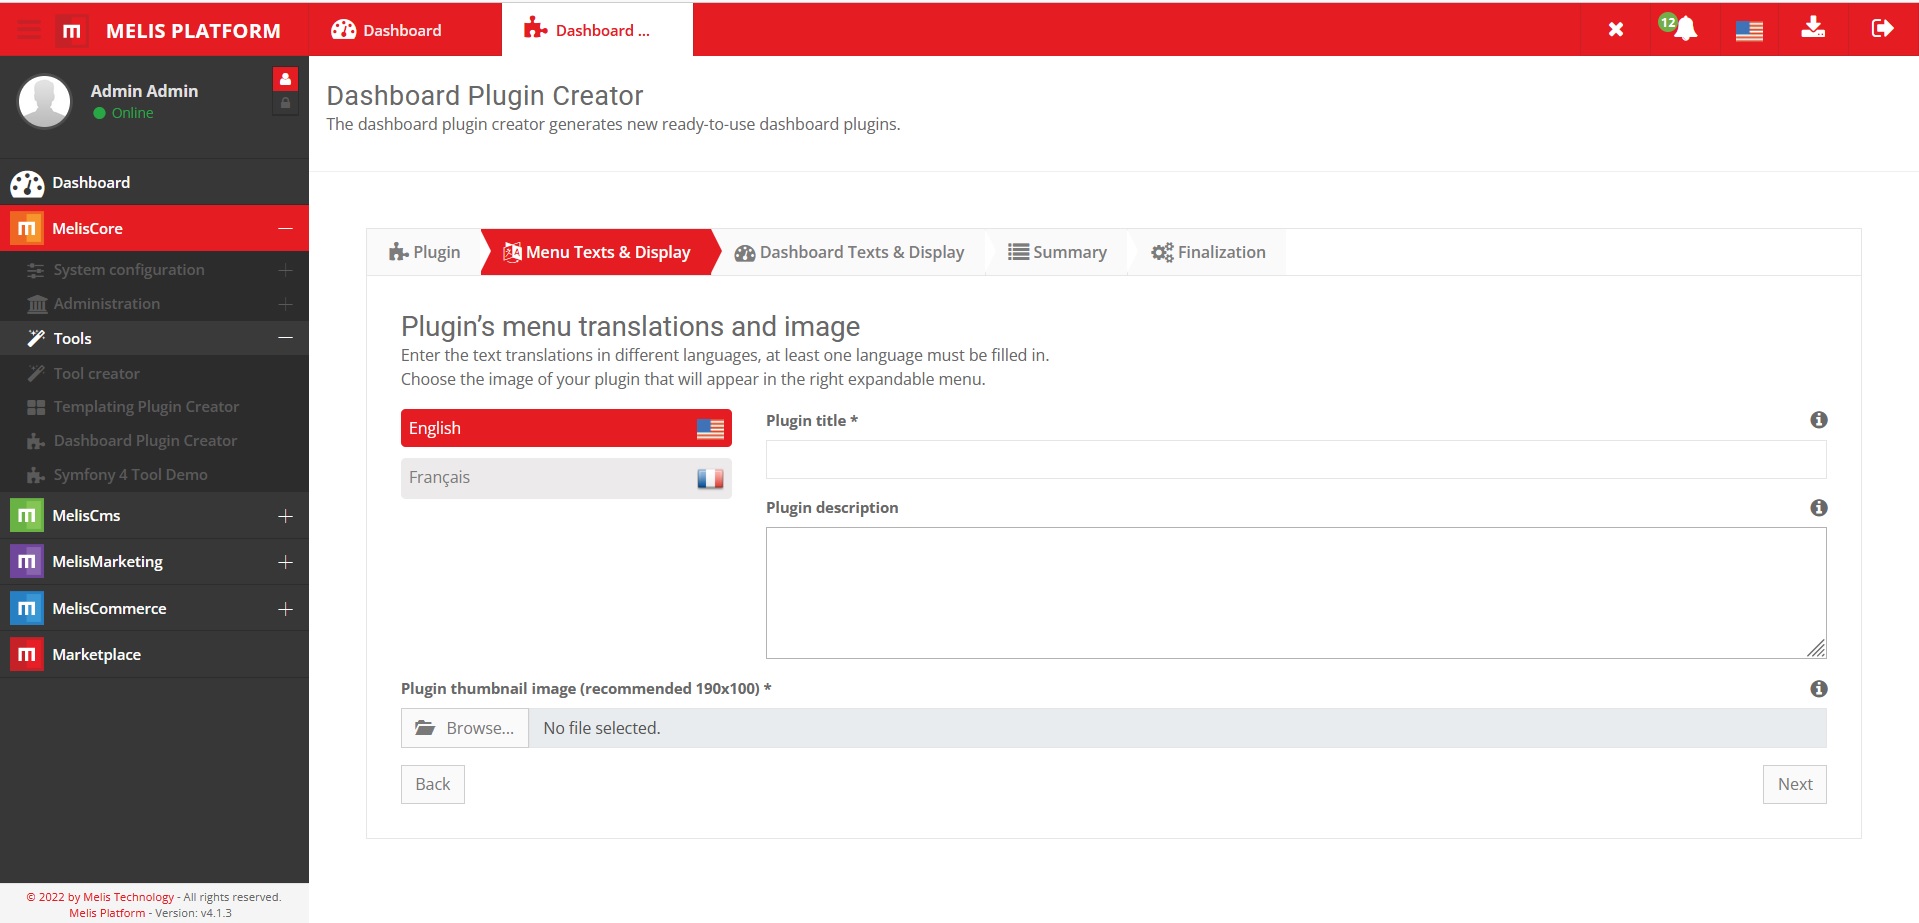 MELIS PLATFORM
Dashboard
Dashboard ...
12
Admin Admin
Online
Dashboard
MelisCore
System configuration
Administration
Tools
Tool creator
Templating Plugin Creator
Dashboard Plugin Creator
Symfony 4 Tool Demo
MelisCms
MelisMarketing
MelisCommerce
Marketplace
© 2022 by Melis Technology - All rights reserved.
Melis Platform - Version: v4.1.3
Dashboard Plugin Creator
The dashboard plugin creator generates new ready-to-use dashboard plugins.
Plugin
Menu Texts & Display
Dashboard Texts & Display
Summary
Finalization
Plugin’s menu translations and image
Enter the text translations in different languages, at least one language must be filled in.
Choose the image of your plugin that will appear in the right expandable menu.
English
Français
Plugin title *
Plugin description
Plugin thumbnail image (recommended 190x100) *
Browse...
No file selected.
Back
Next